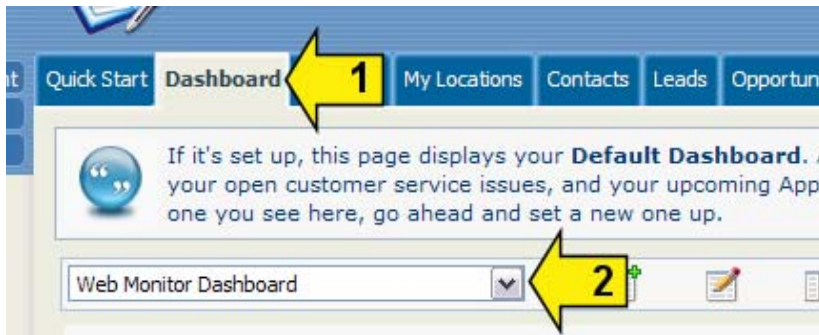 Quick Start Dashboard 1 My Locations Contacts Leads Opportun
If it's set up, this page displays your Default Dashboard.
your open customer service issues, and your upcoming App
one you see here, go ahead and set a new one up.
Web Monitor Dashboard 2